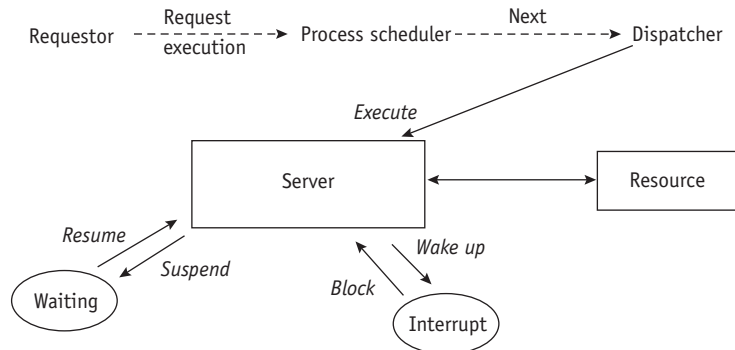 Requestor
Request
execution
Process scheduler
Next
Dispatcher
Execute
Server
Resource
Resume
Suspend
Waiting
Wake up
Block
Interrupt